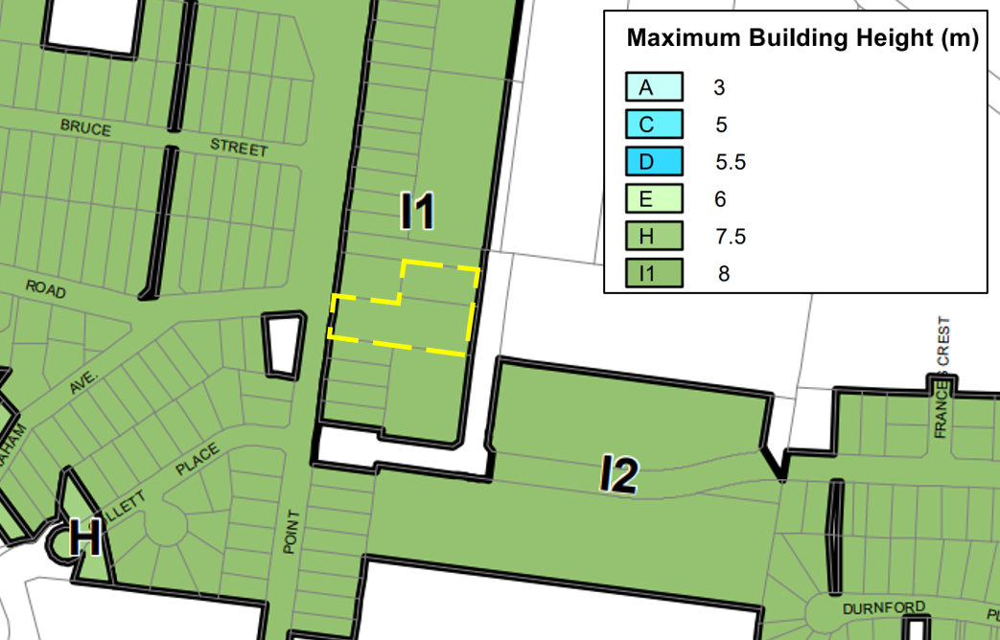 Maximum Building Height (m)
A 3
C 5
D 5.5
E 6
H 7.5
I1 8
BRUCE STREET
I1
ROAD
AVE.
AHAM
PLACE
LLETT
H
POINT
I2
FRANCES CREST
DURNFORD